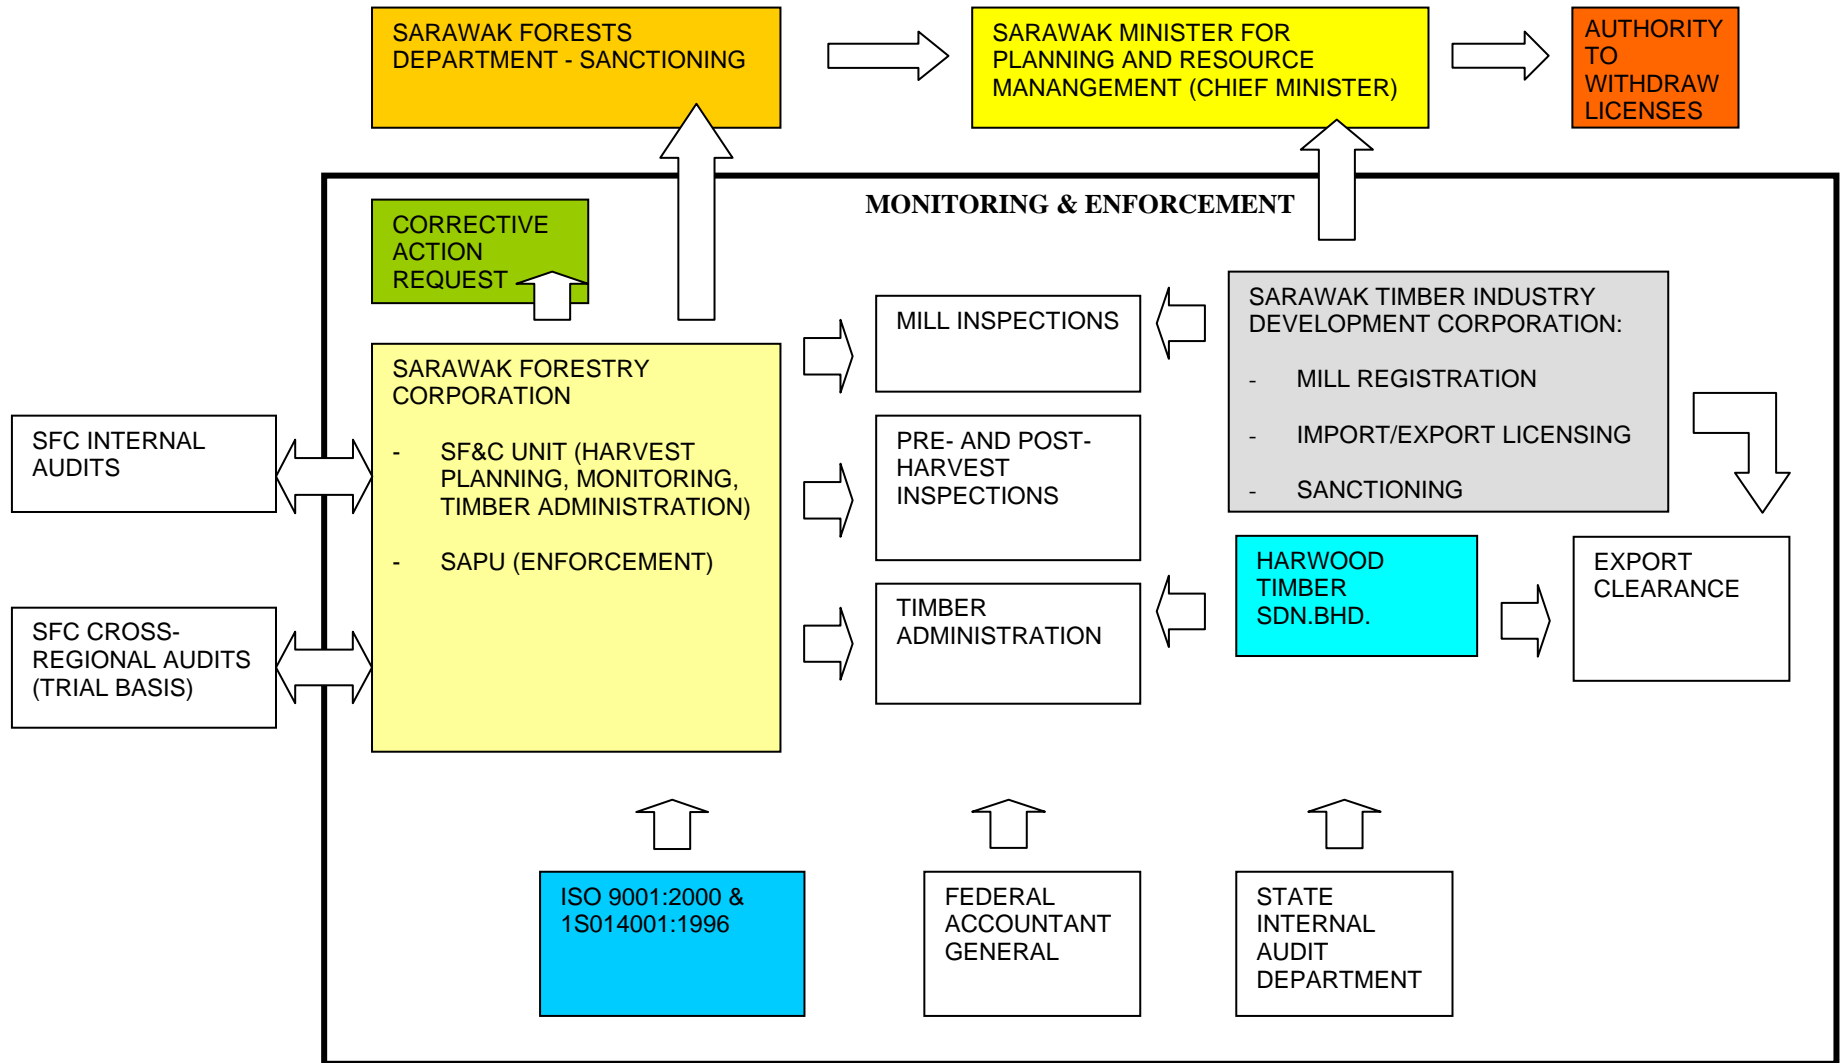 SARAWAK FORESTS
DEPARTMENT - SANCTIONING
SARAWAK MINISTER FOR
PLANNING AND RESOURCE
MANANGEMENT (CHIEF MINISTER)
AUTHORITY
TO
WITHDRAW
LICENSES
MONITORING & ENFORCEMENT
CORRECTIVE
ACTION
REQUEST
SARAWAK FORESTRY
CORPORATION
- SF&C UNIT (HARVEST
PLANNING, MONITORING,
TIMBER ADMINISTRATION)
- SAPU (ENFORCEMENT)
SFC INTERNAL
AUDITS
SFC CROSS-
REGIONAL AUDITS
(TRIAL BASIS)
MILL INSPECTIONS
PRE- AND POST-
HARVEST
INSPECTIONS
TIMBER
ADMINISTRATION
SARAWAK TIMBER INDUSTRY
DEVELOPMENT CORPORATION:
- MILL REGISTRATION
- IMPORT/EXPORT LICENSING
- SANCTIONING
HARWOOD
TIMBER
SDN.BHD.
EXPORT
CLEARANCE
ISO 9001:2000 &
1S014001:1996
FEDERAL
ACCOUNTANT
GENERAL
STATE
INTERNAL
AUDIT
DEPARTMENT